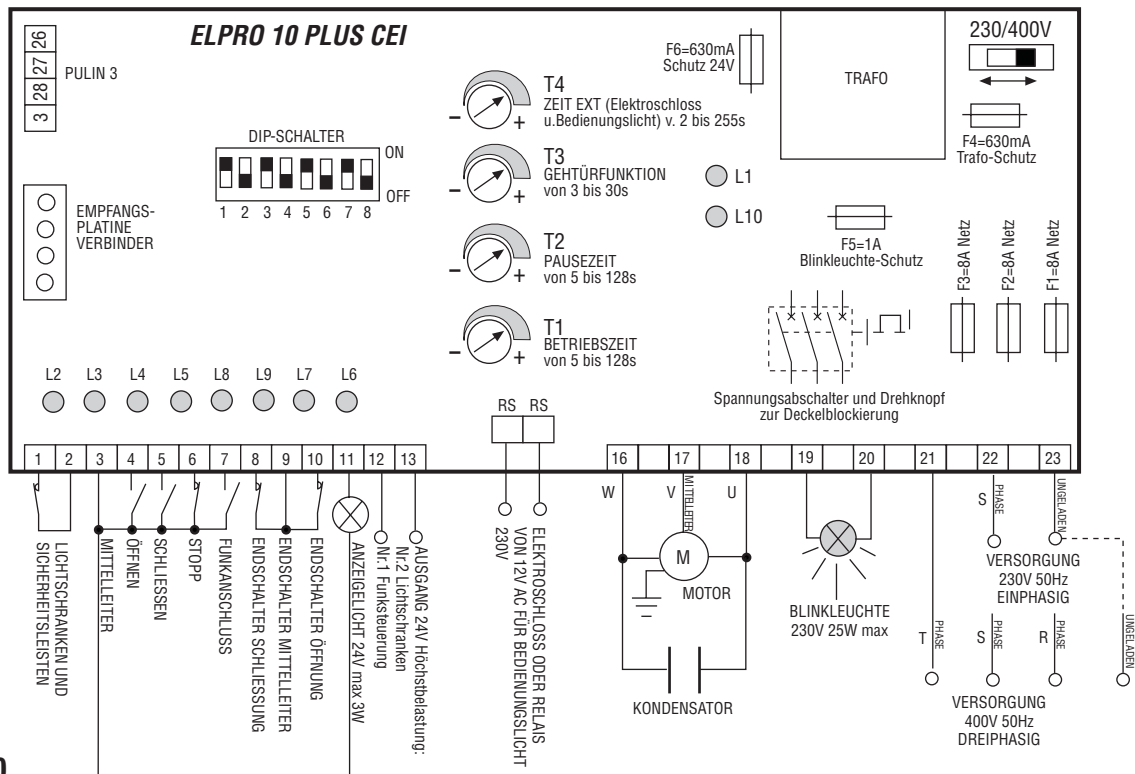 ELPRO 10 PLUS CEI
26
27
28
3
PULIN 3
DIP-SCHALTER
ON
OFF
1 2 3 4 5 6 7 8
EMPFANGS-
PLATINE
VERBINDER
T4
ZEIT EXT (Elektroschloss
u.Bedienungslicht) v. 2 bis 255s
- +
T3
GEHTÜRFUNKTION
von 3 bis 30s
- +
T2
PAUSEZEIT
von 5 bis 128s
- +
T1
BETRIEBSZEIT
von 5 bis 128s
- +
F6=630mA
Schutz 24V
TRAFO
230/400V
F4=630mA
Trafo-Schutz
L1
L10
F5=1A
Blinkleuchte-Schutz
F3=8A Netz
F2=8A Netz
F1=8A Netz
Spannungsabschalter und Drehknopf
zur Deckelblockierung
L2 L3 L4 L5 L8 L9 L7 L6
RS RS
1 2 3 4 5 6 7 8 9 10 11 12 13
16 17 18 19 20 21 22 23
LICHTSCHRANKEN UND
SICHERHEITSLEISTEN
MITTELLEITER
ÖFFNEN
SCHLIESSEN
STOPP
FUNKANSCHLUSS
ENDSCHALTER SCHLIESSUNG
ENDSCHALTER MITTELLEITER
ENDSCHALTER ÖFFNUNG
ANZEIGELICHT 24V max 3W
AUSGANG 24V Höchstbelastung:
Nr.2 Lichtschranken
Nr.1 Funksteuerung
230V
ELEKTROSCHLOSS ODER RELAIS
VON 12V AC FÜR BEDIENUNGSLICHT
W
V
MITTELLEITER
U
M
MOTOR
KONDENSATOR
BLINKLEUCHTE
230V 25W max
S
PHASE
UNGELADEN
VERSORGUNG
230V 50Hz
EINPHASIG
T
PHASE
S
PHASE
R
PHASE
UNGELADEN
VERSORGUNG
400V 50Hz
DREIPHASIG